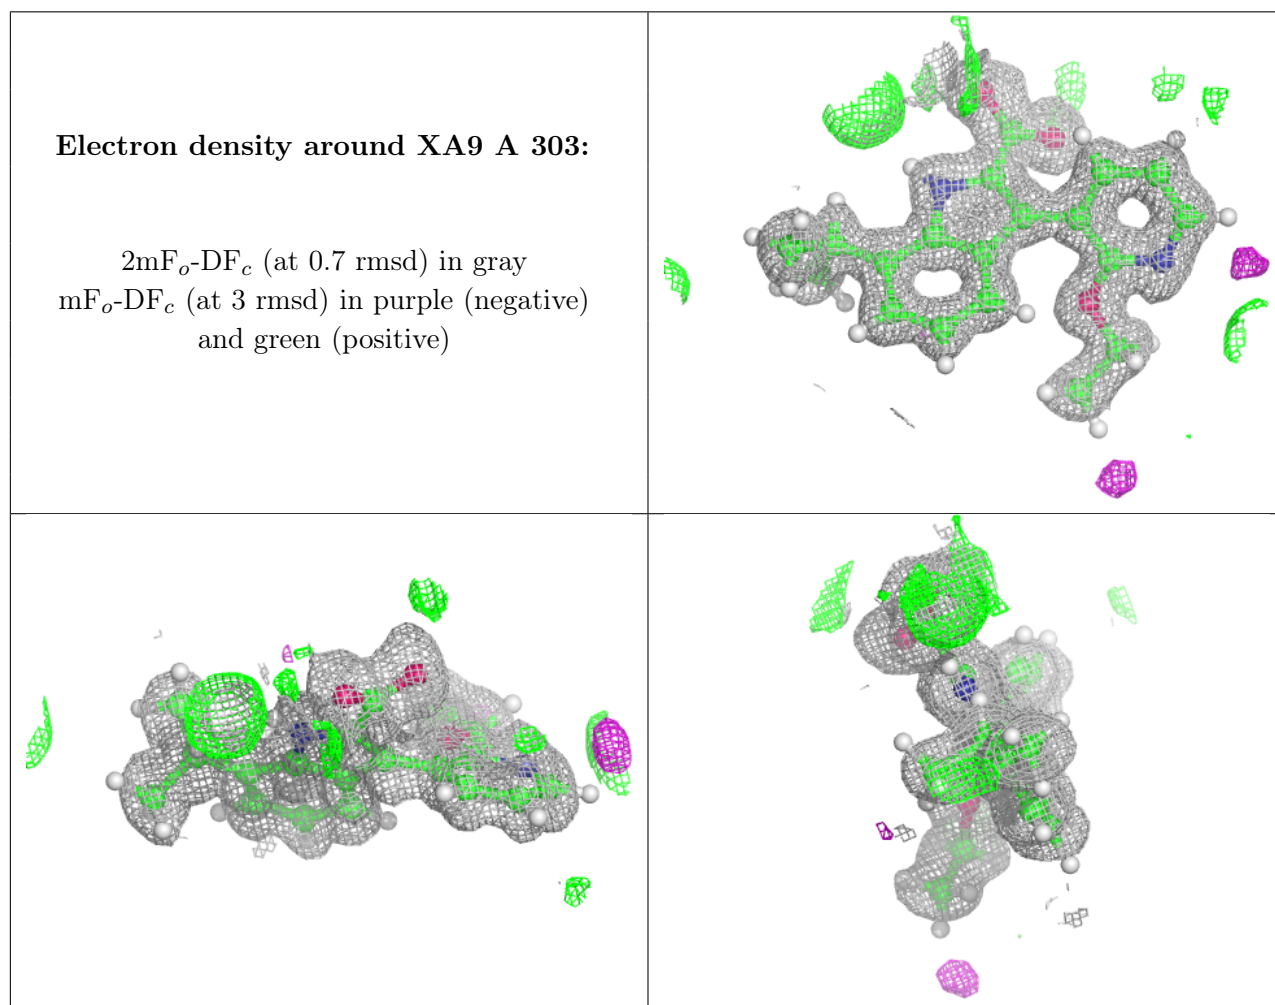 Electron density around XA9 A 303:
2mFo-DFc (at 0.7 rmsd) in gray
mFo-DFc (at 3 rmsd) in purple (negative)
and green (positive)